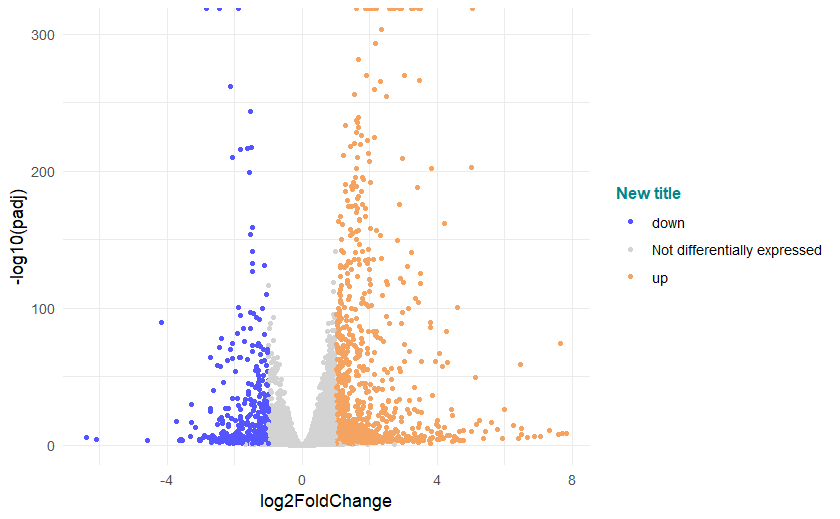 300
200
100
0
-log10(padj)
-4
0
4
8
log2FoldChange
New title
down
Not differentially expressed
up